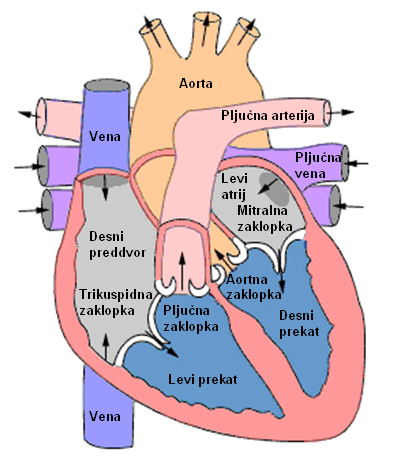 Aorta
Pljučna arterija
Vena
Pljučna
vena
Levi
atrij
Mitralna
zaklopka
Desni
preddvor
Aortna
zaklopka
Trikuspidna
zaklopka
Pljučna
zaklopka
Desni
prekat
Levi prekat
Vena